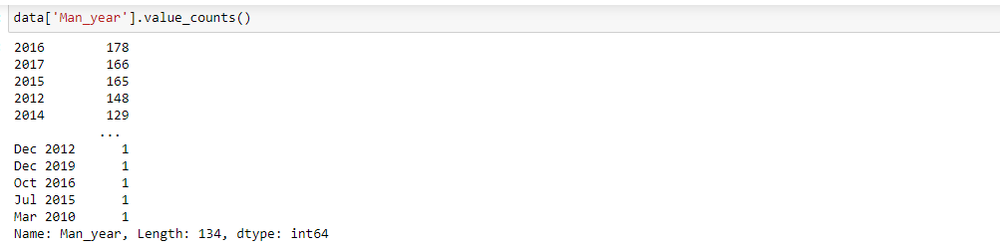 data['Man_year'].value_counts()
2016        178
2017        166
2015        165
2012        148
2014        129
           ...
Dec 2012      1
Dec 2019      1
Oct 2016      1
Jul 2015      1
Mar 2010      1
Name: Man_year, Length: 134, dtype: int64